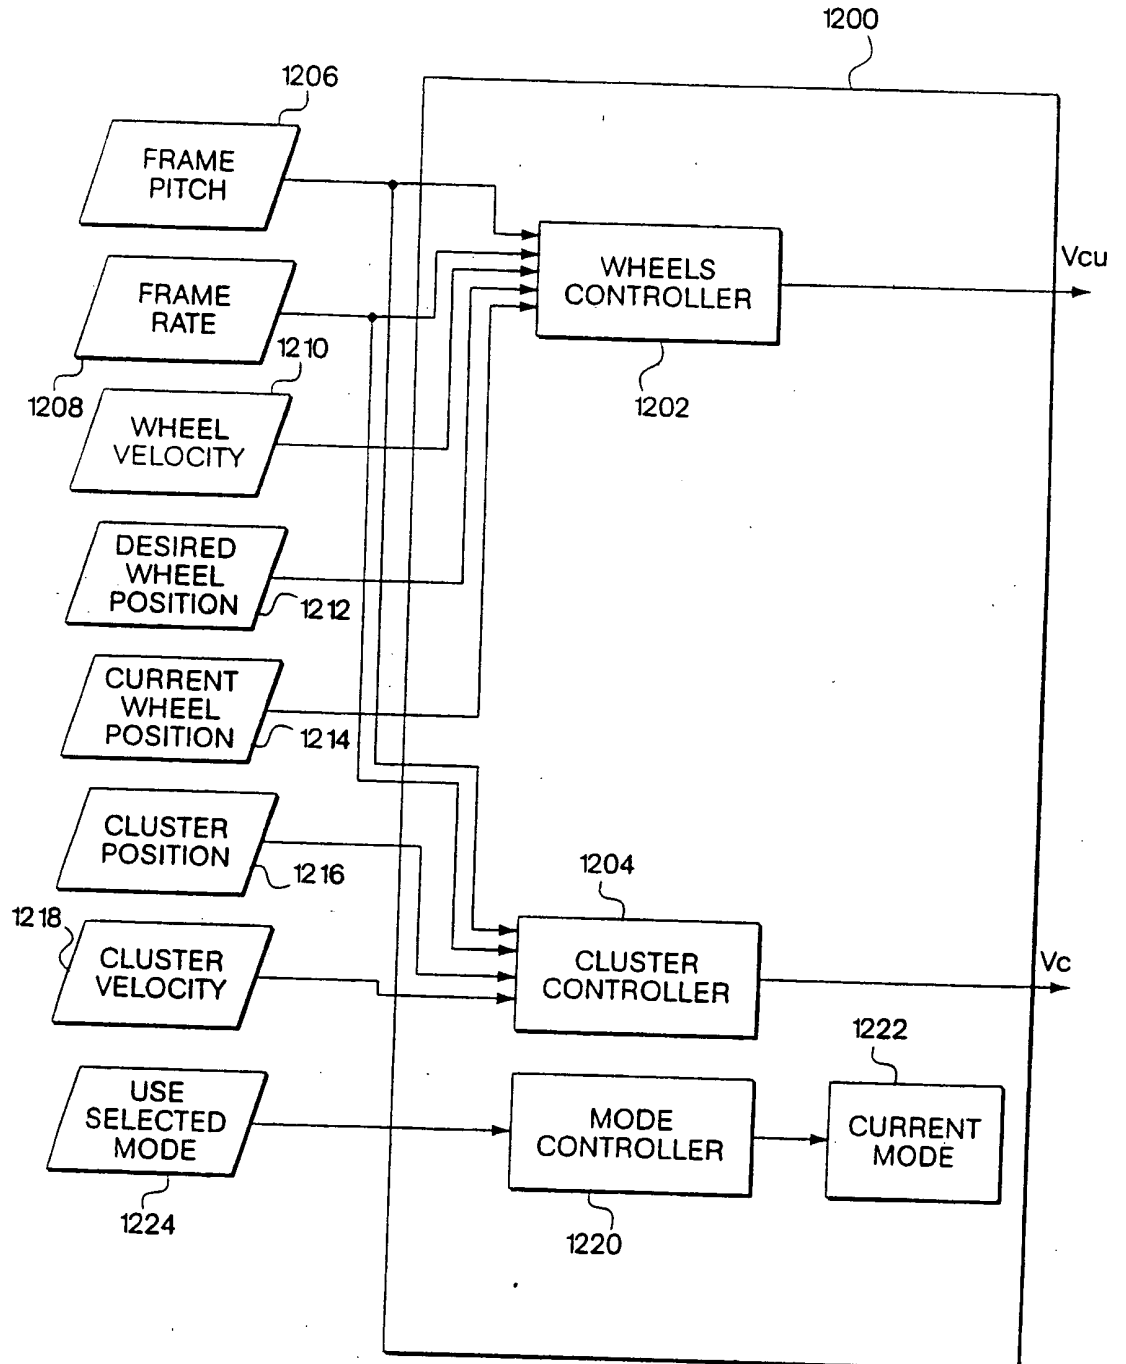 1200
1206
FRAME
PITCH
Vcu
WHEELS
CONTROLLER
FRAME
RATE
1210
1208
1202
WHEEL
VELOCITY
DESIRED
WHEEL
POSITION
1212
CURRENT
WHEEL
POSITION
1214
CLUSTER
POSITION
1216
1204
1218
CLUSTER
VELOCITY
CLUSTER
CONTROLLER
Vc
1222
USE
SELECTED
MODE
MODE
CONTROLLER
CURRENT
MODE
1224
1220